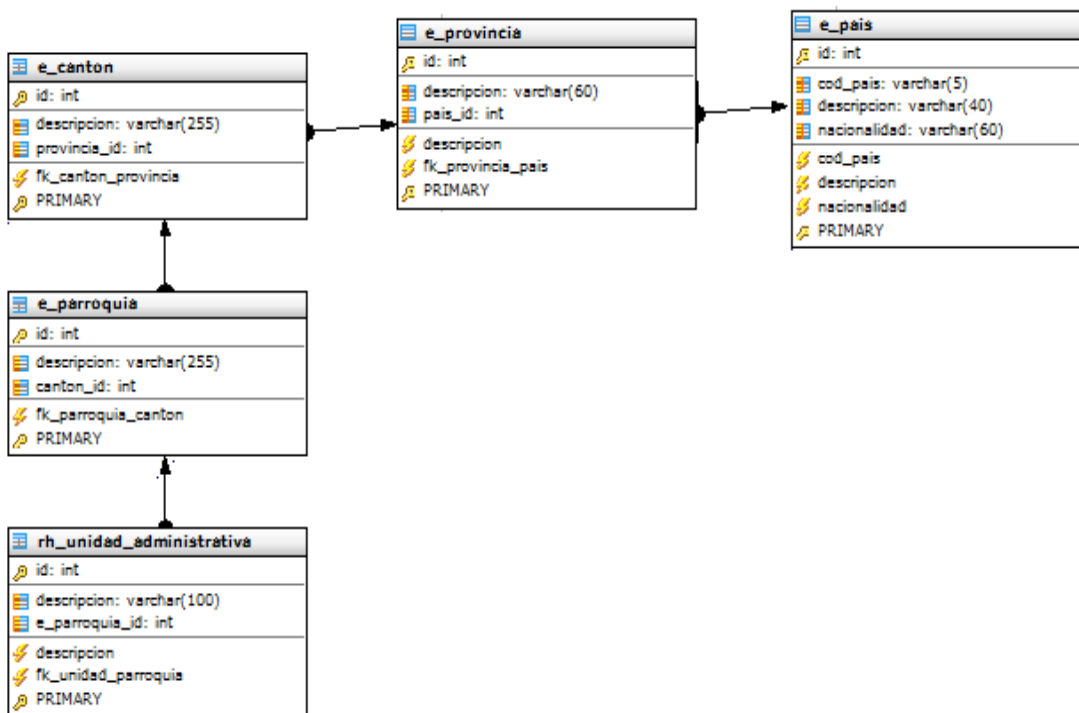 e_canton
id: int
descripcion: varchar(255)
provincia_id: int
fk_canton_provincia
PRIMARY
e_provincia
id: int
descripcion: varchar(60)
pais_id: int
descripcion
fk_provincia_pais
PRIMARY
e_pais
id: int
cod_pais: varchar(5)
descripcion: varchar(40)
nacionalidad: varchar(60)
cod_pais
descripcion
nacionalidad
PRIMARY
e_parroquia
id: int
descripcion: varchar(255)
canton_id: int
fk_parroquia_canton
PRIMARY
rh_unidad_administrativa
id: int
descripcion: varchar(100)
e_parroquia_id: int
descripcion
fk_unidad_parroquia
PRIMARY